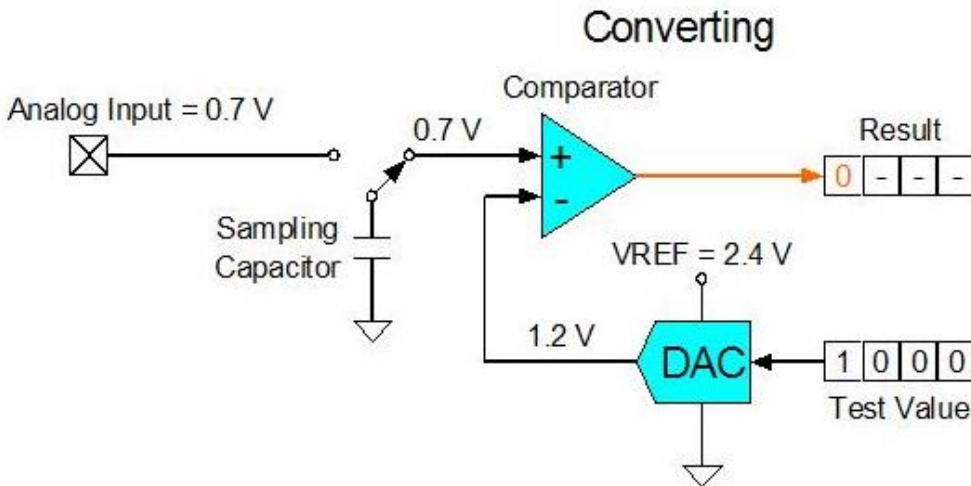 Converting
Analog Input = 0.7 V
0.7 V
Comparator
+
-
Result
0 - - -
Sampling
Capacitor
VREF = 2.4 V
1.2 V
DAC
1 0 0 0
Test Value